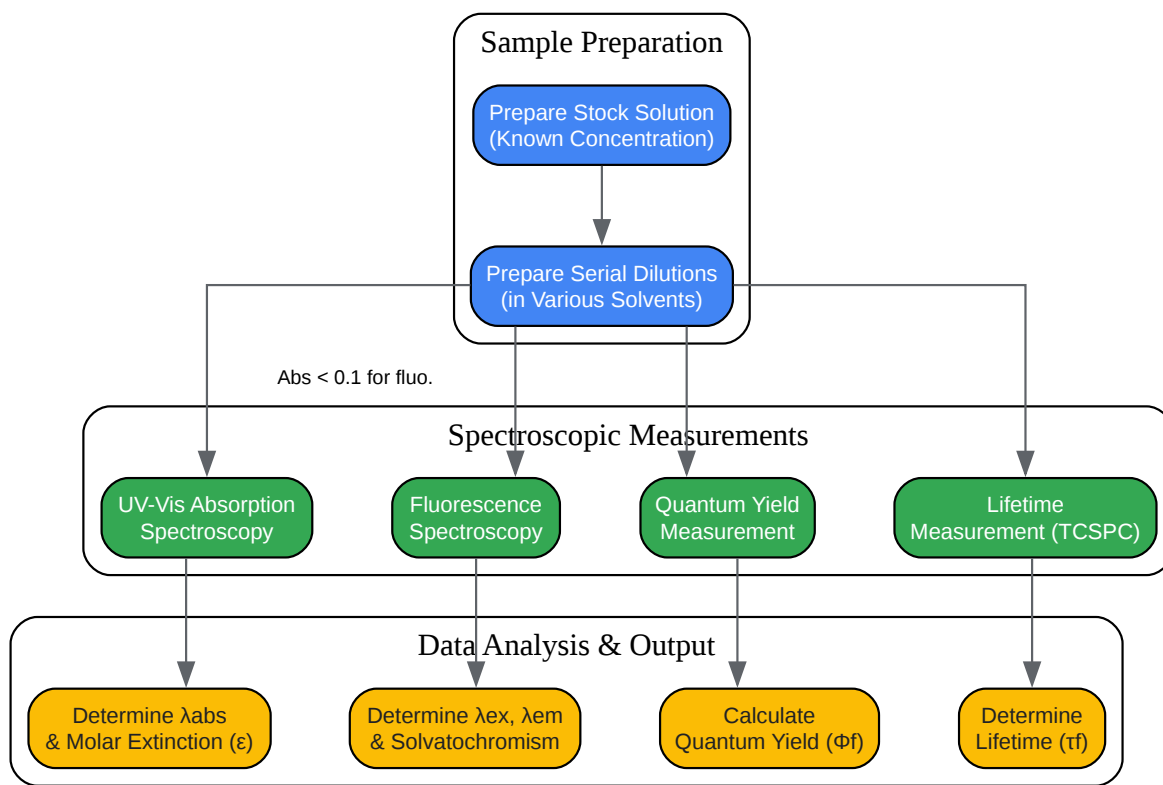 Sample Preparation
Prepare Stock Solution
(Known Concentration)
Prepare Serial Dilutions
(in Various Solvents)
Abs < 0.1 for fluo.
Spectroscopic Measurements
UV-Vis Absorption
Spectroscopy
Fluorescence
Spectroscopy
Quantum Yield
Measurement
Lifetime
Measurement (TCSPC)
Data Analysis & Output
Determine λabs
& Molar Extinction (ε)
Determine λex, λem
& Solvatochromism
Calculate
Quantum Yield (Φf)
Determine
Lifetime (τf)